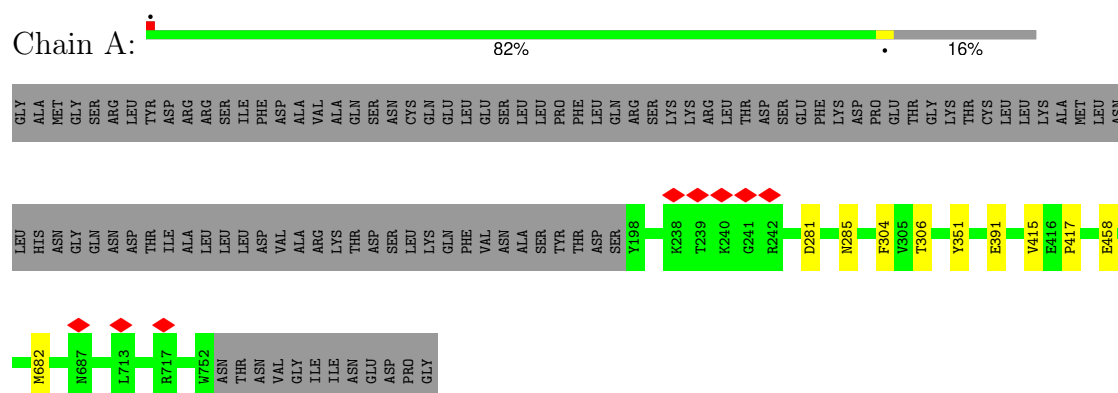 Chain A:
82%
16%
GLY ALA MET GLY SER ARG LEU TYR ASP ARG ARG SER ILE PHE ASP ALA VAL ALA GLN SER ASN CYS GLN GLU LEU GLU SER LEU LEU PRO PHE LEU GLN ARG SER LYS LYS ARG LEU THR ASP SER GLU PHE LYS ASP PRO GLU THR GLY LYS THR CYS LEU LEU LYS ALA MET LEU ASN
LEU HIS ASN GLY GLN ASN ASP THR ILE ALA LEU LEU LEU ASP VAL ALA ARG LYS THR ASP SER LEU LYS GLN PHE VAL ASN ALA SER TYR THR ASP SER Y198 K238 T239 K240 G241 R242 D281 N285 F304 V305 T306 Y351 E391 V415 E416 P417 E458
M682 N687 L713 R717 W752 ASN THR ASN VAL GLY ILE ILE ASN GLU ASP PRO GLY